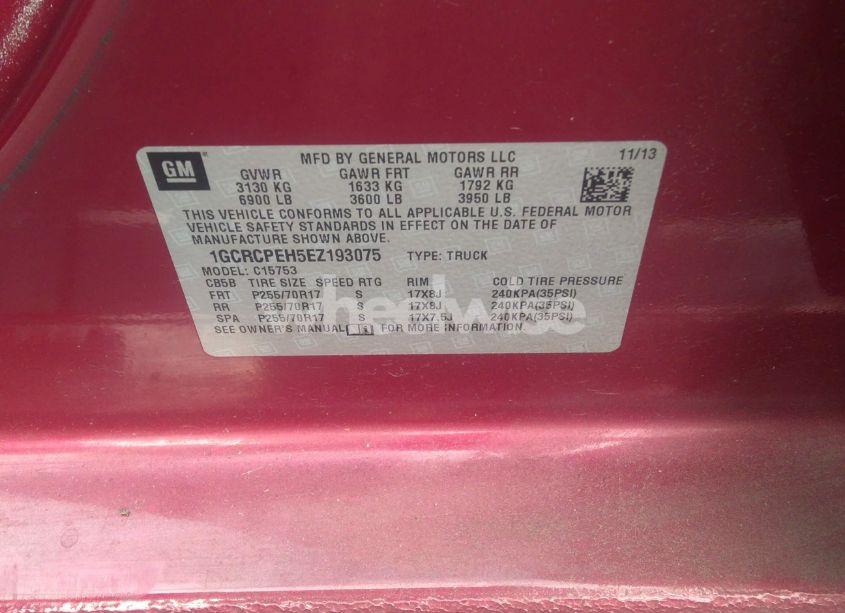 GM
MFD BY GENERAL MOTORS LLC 11/13
GVWR GAWR FRT GAWR RR
3130 KG 1633 KG 1792 KG
6900 LB 3600 LB 3950 LB
THIS VEHICLE CONFORMS TO ALL APPLICABLE U.S. FEDERAL MOTOR
VEHICLE SAFETY STANDARDS IN EFFECT ON THE DATE OF
MANUFACTURE SHOWN ABOVE.
1GCRCPEH5EZ193075 TYPE: TRUCK
MODEL: C15753
CB5B TIRE SIZE SPEED RTG RIM: COLD TIRE PRESSURE
FRT P255/70R17 S 17X8J 240KPA(35PSI)
RR P255/70R17 S 17X8J 240KPA(35PSI)
SPA P255/70R17 S 17X7.5J 240KPA(35PSI)
SEE OWNER'S MANUAL FOR MORE INFORMATION.